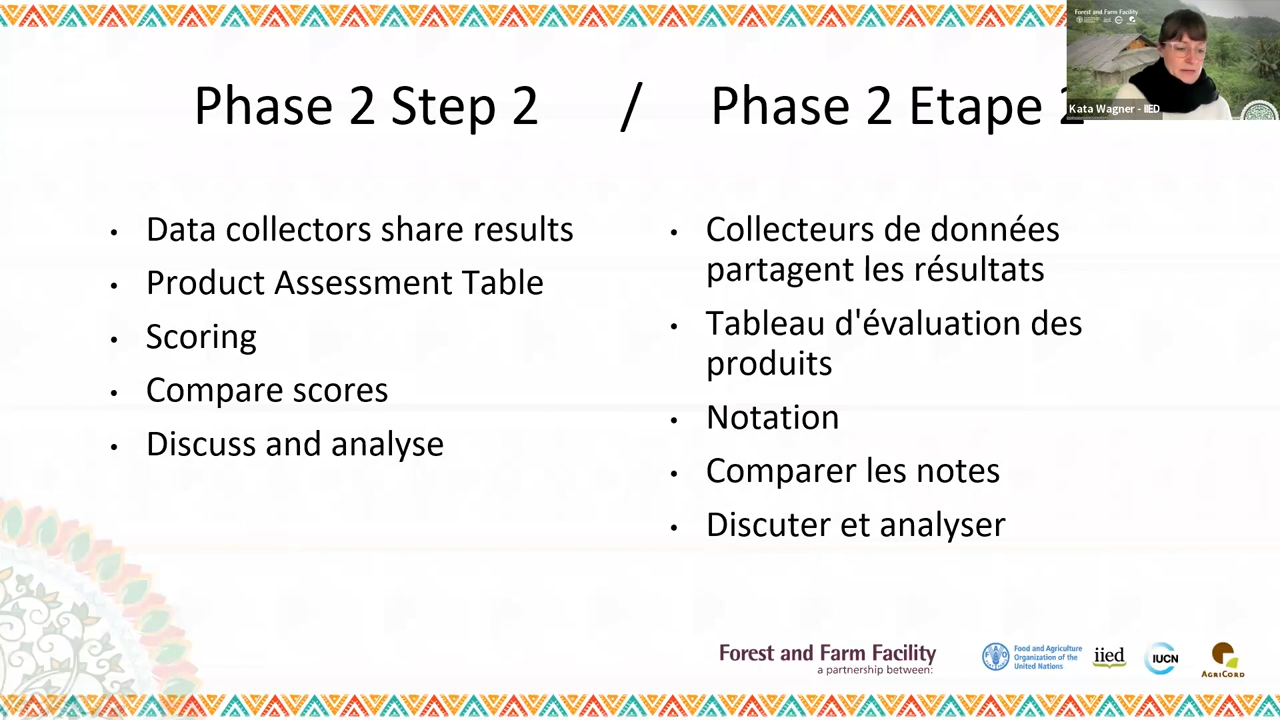 Forest and Farm Facility
Kata Wagner - IIED
Phase 2 Step 2 / Phase 2 Etape 2
• Data collectors share results
• Product Assessment Table
• Scoring
• Compare scores
• Discuss and analyse
• Collecteurs de données
partagent les résultats
• Tableau d'évaluation des
produits
• Notation
• Comparer les notes
• Discuter et analyser
Forest and Farm Facility
a partnership between:
Food and Agriculture
Organization of the
United Nations
iied
IUCN
AGRICORD